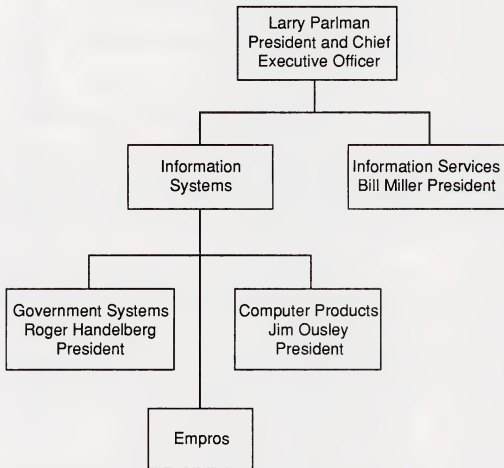 Larry Parlman
President and Chief
Executive Officer
Information
Systems
Information Services
Bill Miller President
Government Systems
Roger Handelberg
President
Computer Products
Jim Ousley
President
Empros